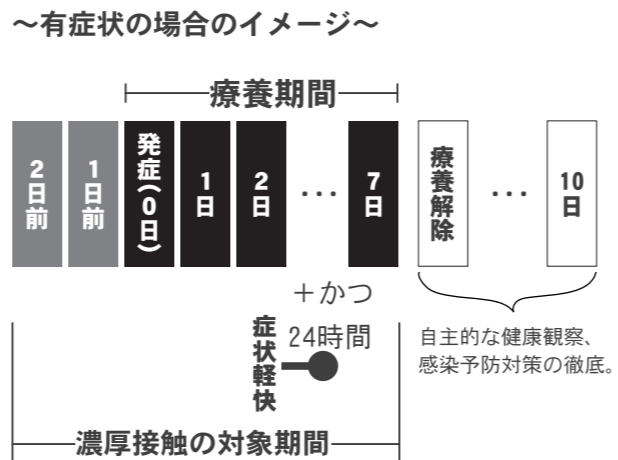 ～有症状の場合のイメージ～
療養期間
2日前
1日前
発症(0日)
1日
2日
…
7日
療養解除
…
10日
＋かつ
症状軽快
24時間
自主的な健康観察、
感染予防対策の徹底。
濃厚接触の対象期間